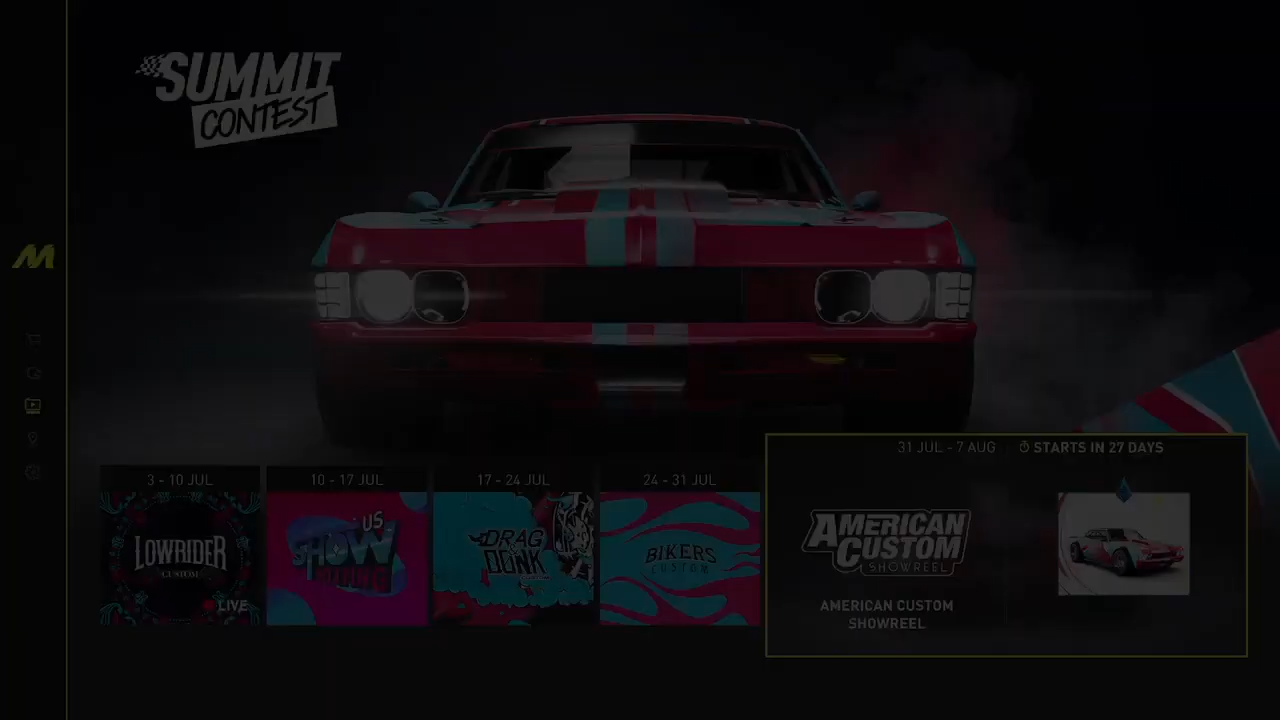 SUMMIT
CONTEST
3 - 10 JUL
LOWRIDER
CUSTOM
LIVE
10 - 17 JUL
US
SHOW
17 - 24 JUL
DRAG
DONK
24 - 31 JUL
BIKERS
CUSTOM
31 JUL - 7 AUG
STARTS IN 27 DAYS
AMERICAN
CUSTOM
SHOWREEL
AMERICAN CUSTOM
SHOWREEL